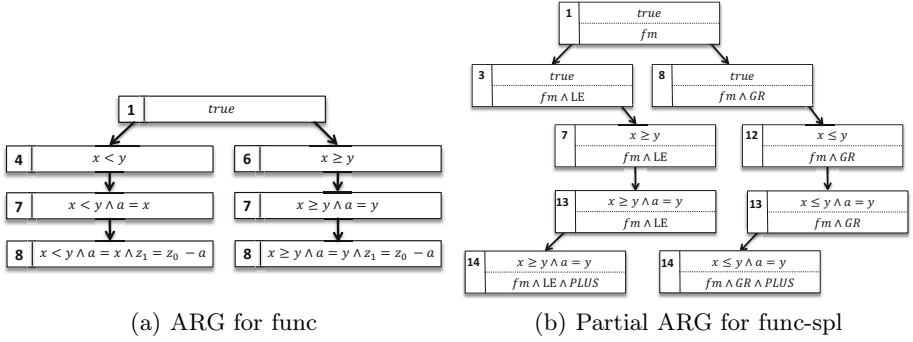 1 true
4 x < y
6 x ≥ y
7 x < y ∧ a = x
7 x ≥ y ∧ a = y
8 x < y ∧ a = x ∧ z₁ = z₀ − a
8 x ≥ y ∧ a = y ∧ z₁ = z₀ − a
(a) ARG for func
1 true
fm
3 true
fm ∧ LE
8 true
fm ∧ GR
7 x ≥ y
fm ∧ LE
12 x ≤ y
fm ∧ GR
13 x ≥ y ∧ a = y
fm ∧ LE
13 x ≤ y ∧ a = y
fm ∧ GR
14 x ≥ y ∧ a = y
fm ∧ LE ∧ PLUS
14 x ≤ y ∧ a = y
fm ∧ GR ∧ PLUS
(b) Partial ARG for func-spl